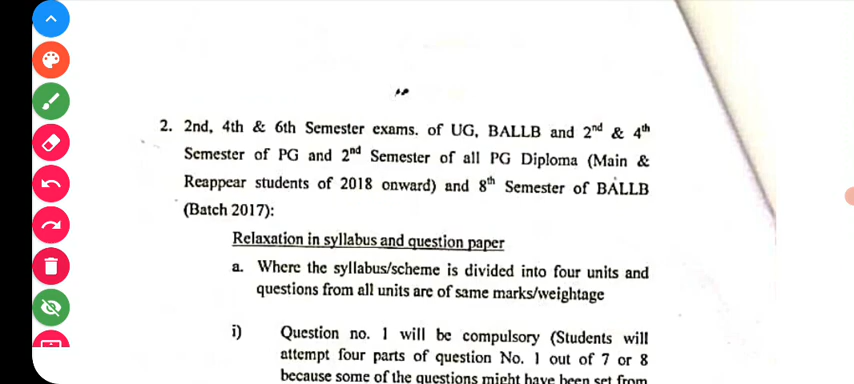 2. 2nd, 4th & 6th Semester exams. of UG, BALLB and 2nd & 4th
Semester of PG and 2nd Semester of all PG Diploma (Main &
Reappear students of 2018 onward) and 8th Semester of BALLB
(Batch 2017):
Relaxation in syllabus and question paper
a. Where the syllabus/scheme is divided into four units and
questions from all units are of same marks/weightage
i) Question no. 1 will be compulsory (Students will
attempt four parts of question No. 1 out of 7 or 8
because some of the questions might have been set from